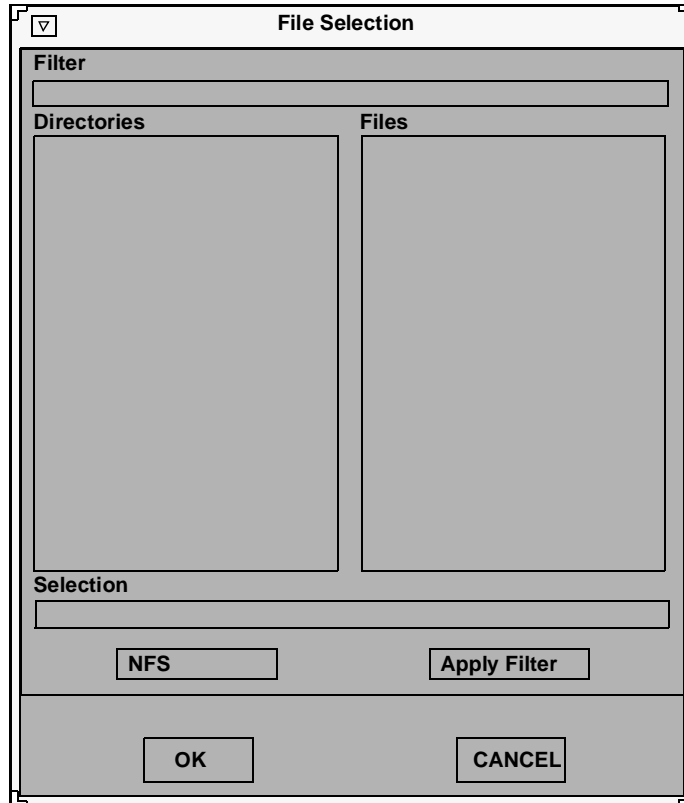 File Selection
Filter
Directories
Files
Selection
NFS
Apply Filter
OK
CANCEL